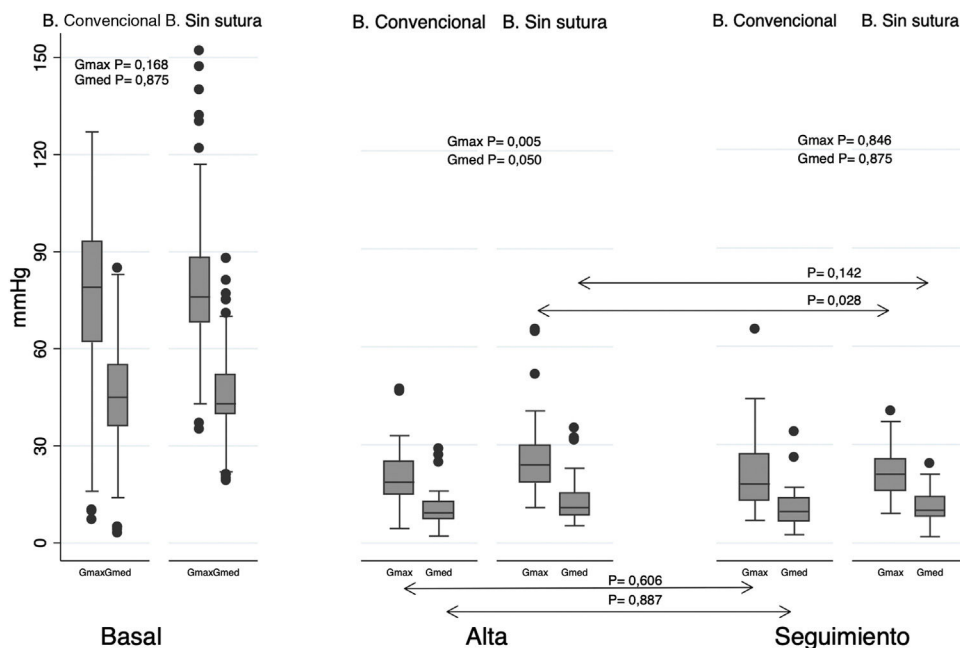 B. Convencional B. Sin sutura
B. Convencional B. Sin sutura
B. Convencional B. Sin sutura
mmHg
150
120
90
60
30
0
Gmax P= 0,168
Gmed P= 0,875
Gmax P= 0,005
Gmed P= 0,050
Gmax P= 0,846
Gmed P= 0,875
P= 0,142
P= 0,028
GmaxGmed GmaxGmed
Gmax Gmed Gmax Gmed
Gmax Gmed Gmax Gmed
P= 0,606
P= 0,887
Basal Alta Seguimiento